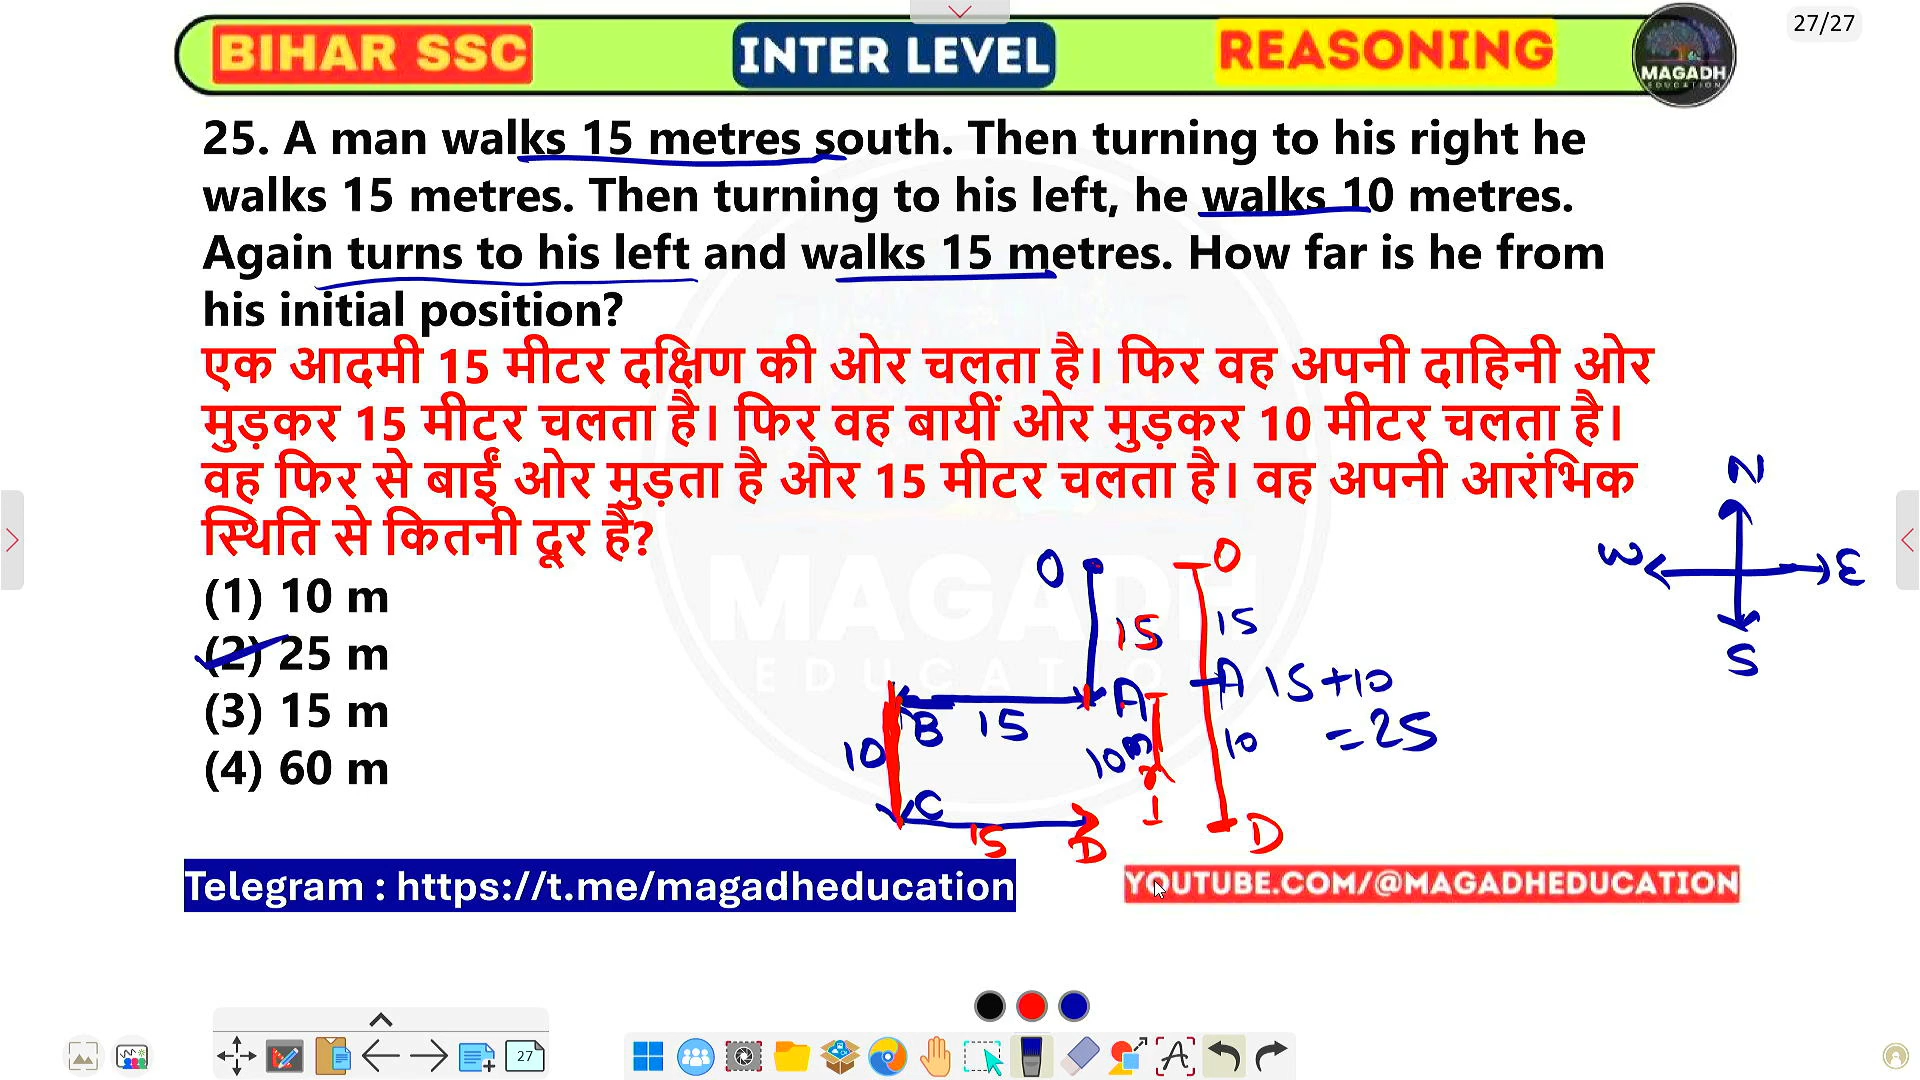 BIHAR SSC
INTER LEVEL
REASONING
MAGADH
EDUCATION
27/27
25. A man walks 15 metres south. Then turning to his right he
walks 15 metres. Then turning to his left, he walks 10 metres.
Again turns to his left and walks 15 metres. How far is he from
his initial position?
एक आदमी 15 मीटर दक्षिण की ओर चलता है। फिर वह अपनी दाहिनी ओर
मुड़कर 15 मीटर चलता है। फिर वह बायीं ओर मुड़कर 10 मीटर चलता है।
वह फिर से बाईं ओर मुड़ता है और 15 मीटर चलता है। वह अपनी आरंभिक
स्थिति से कितनी दूर है?
(1) 10 m
(2) 25 m
(3) 15 m
(4) 60 m
MAGADH
EDUCATION
N
W E
S
O
15
A
B 15
10
C
15 D
10m
O
15
A 15+10
=25
10
D
Telegram : https://t.me/magadheducation
YOUTUBE.COM/@MAGADHEDUCATION
27